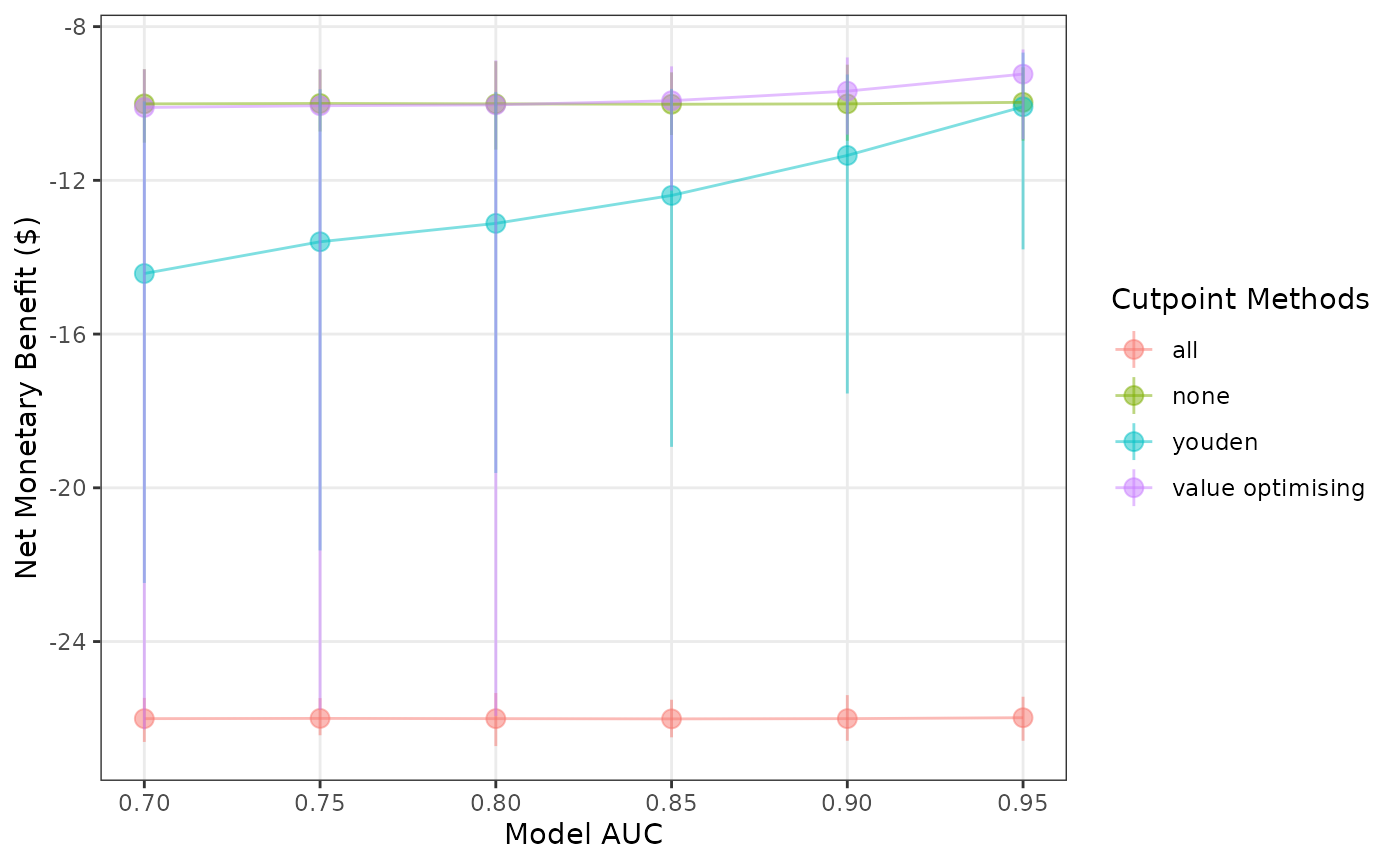 -8
-12
-16
-20
-24
Net Monetary Benefit ($)
0.70 0.75 0.80 0.85 0.90 0.95
Model AUC
Cutpoint Methods
all
none
youden
value optimising